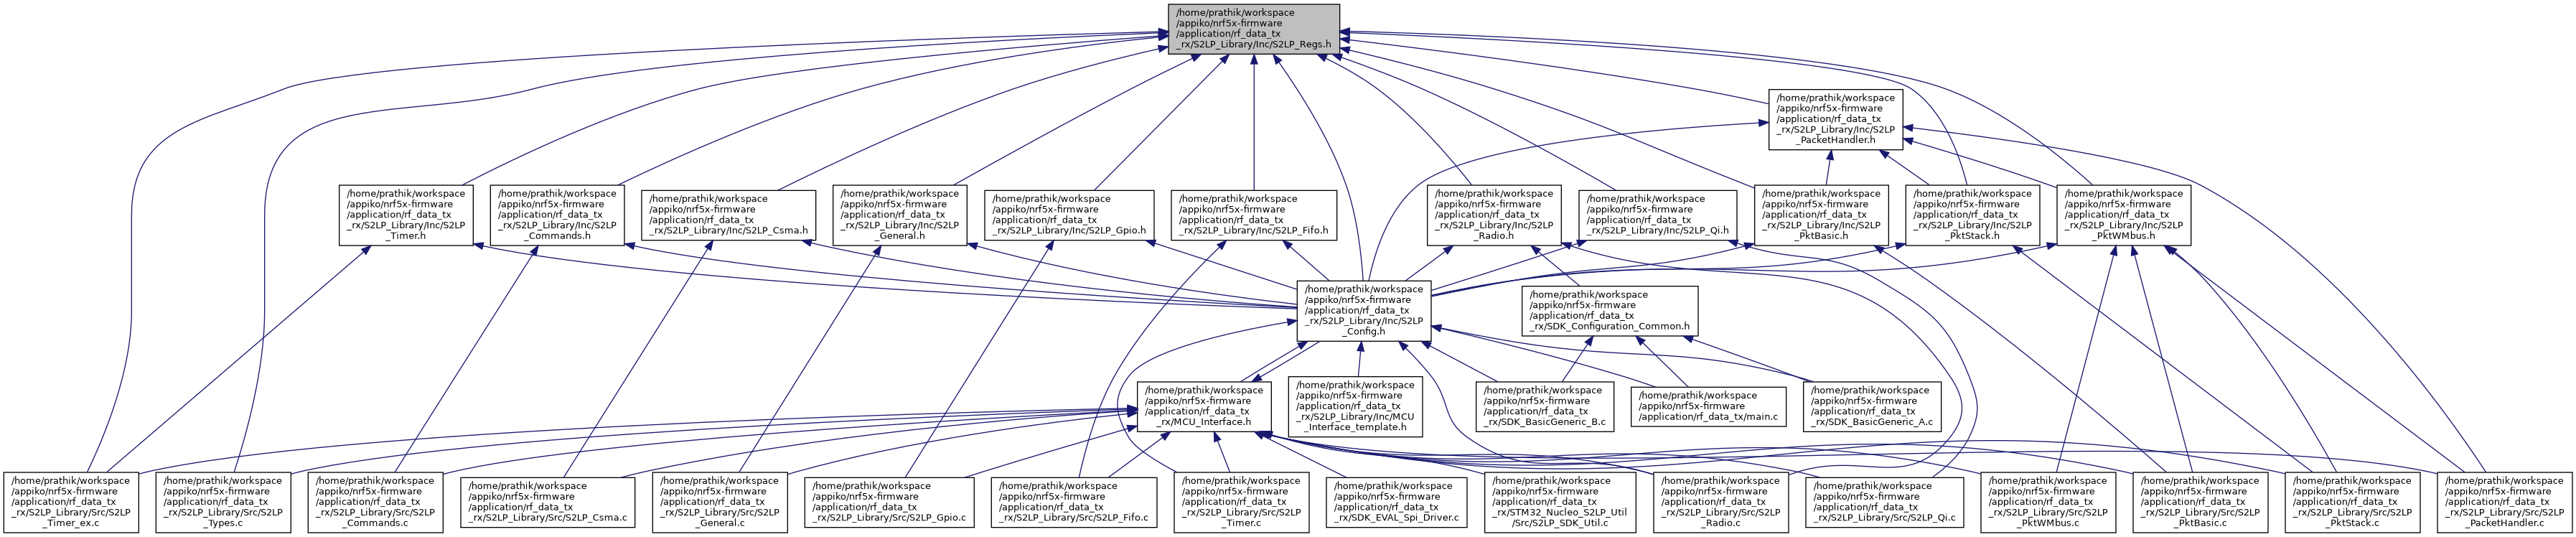 /home/prathik/workspace
/appiko/nrf5x-firmware
/application/rf_data_tx
_rx/S2LP_Library/Inc/S2LP_Regs.h
/home/prathik/workspace
/appiko/nrf5x-firmware
/application/rf_data_tx
_rx/S2LP_Library/Inc/S2LP
_PacketHandler.h
/home/prathik/workspace
/appiko/nrf5x-firmware
/application/rf_data_tx
_rx/S2LP_Library/Inc/S2LP
_Timer.h
/home/prathik/workspace
/appiko/nrf5x-firmware
/application/rf_data_tx
_rx/S2LP_Library/Inc/S2LP
_Commands.h
/home/prathik/workspace
/appiko/nrf5x-firmware
/application/rf_data_tx
_rx/S2LP_Library/Inc/S2LP_Csma.h
/home/prathik/workspace
/appiko/nrf5x-firmware
/application/rf_data_tx
_rx/S2LP_Library/Inc/S2LP
_General.h
/home/prathik/workspace
/appiko/nrf5x-firmware
/application/rf_data_tx
_rx/S2LP_Library/Inc/S2LP_Gpio.h
/home/prathik/workspace
/appiko/nrf5x-firmware
/application/rf_data_tx
_rx/S2LP_Library/Inc/S2LP_Fifo.h
/home/prathik/workspace
/appiko/nrf5x-firmware
/application/rf_data_tx
_rx/S2LP_Library/Inc/S2LP
_Radio.h
/home/prathik/workspace
/appiko/nrf5x-firmware
/application/rf_data_tx
_rx/S2LP_Library/Inc/S2LP_Qi.h
/home/prathik/workspace
/appiko/nrf5x-firmware
/application/rf_data_tx
_rx/S2LP_Library/Inc/S2LP
_PktBasic.h
/home/prathik/workspace
/appiko/nrf5x-firmware
/application/rf_data_tx
_rx/S2LP_Library/Inc/S2LP
_PktStack.h
/home/prathik/workspace
/appiko/nrf5x-firmware
/application/rf_data_tx
_rx/S2LP_Library/Inc/S2LP
_PktWMbus.h
/home/prathik/workspace
/appiko/nrf5x-firmware
/application/rf_data_tx
_rx/S2LP_Library/Inc/S2LP
_Config.h
/home/prathik/workspace
/appiko/nrf5x-firmware
/application/rf_data_tx
_rx/SDK_Configuration_Common.h
/home/prathik/workspace
/appiko/nrf5x-firmware
/application/rf_data_tx
_rx/MCU_Interface.h
/home/prathik/workspace
/appiko/nrf5x-firmware
/application/rf_data_tx
_rx/S2LP_Library/Inc/MCU
_Interface_template.h
/home/prathik/workspace
/appiko/nrf5x-firmware
/application/rf_data_tx
_rx/SDK_BasicGeneric_B.c
/home/prathik/workspace
/appiko/nrf5x-firmware
/application/rf_data_tx/main.c
/home/prathik/workspace
/appiko/nrf5x-firmware
/application/rf_data_tx
_rx/SDK_BasicGeneric_A.c
/home/prathik/workspace
/appiko/nrf5x-firmware
/application/rf_data_tx
_rx/S2LP_Library/Src/S2LP
_Timer_ex.c
/home/prathik/workspace
/appiko/nrf5x-firmware
/application/rf_data_tx
_rx/S2LP_Library/Src/S2LP
_Types.c
/home/prathik/workspace
/appiko/nrf5x-firmware
/application/rf_data_tx
_rx/S2LP_Library/Src/S2LP
_Commands.c
/home/prathik/workspace
/appiko/nrf5x-firmware
/application/rf_data_tx
_rx/S2LP_Library/Src/S2LP_Csma.c
/home/prathik/workspace
/appiko/nrf5x-firmware
/application/rf_data_tx
_rx/S2LP_Library/Src/S2LP
_General.c
/home/prathik/workspace
/appiko/nrf5x-firmware
/application/rf_data_tx
_rx/S2LP_Library/Src/S2LP_Gpio.c
/home/prathik/workspace
/appiko/nrf5x-firmware
/application/rf_data_tx
_rx/S2LP_Library/Src/S2LP_Fifo.c
/home/prathik/workspace
/appiko/nrf5x-firmware
/application/rf_data_tx
_rx/S2LP_Library/Src/S2LP
_Timer.c
/home/prathik/workspace
/appiko/nrf5x-firmware
/application/rf_data_tx
_rx/SDK_EVAL_Spi_Driver.c
/home/prathik/workspace
/appiko/nrf5x-firmware
/application/rf_data_tx
_rx/STM32_Nucleo_S2LP_Util
/Src/S2LP_SDK_Util.c
/home/prathik/workspace
/appiko/nrf5x-firmware
/application/rf_data_tx
_rx/S2LP_Library/Src/S2LP
_Radio.c
/home/prathik/workspace
/appiko/nrf5x-firmware
/application/rf_data_tx
_rx/S2LP_Library/Src/S2LP_Qi.c
/home/prathik/workspace
/appiko/nrf5x-firmware
/application/rf_data_tx
_rx/S2LP_Library/Src/S2LP
_PktWMbus.c
/home/prathik/workspace
/appiko/nrf5x-firmware
/application/rf_data_tx
_rx/S2LP_Library/Src/S2LP
_PktBasic.c
/home/prathik/workspace
/appiko/nrf5x-firmware
/application/rf_data_tx
_rx/S2LP_Library/Src/S2LP
_PktStack.c
/home/prathik/workspace
/appiko/nrf5x-firmware
/application/rf_data_tx
_rx/S2LP_Library/Src/S2LP
_PacketHandler.c